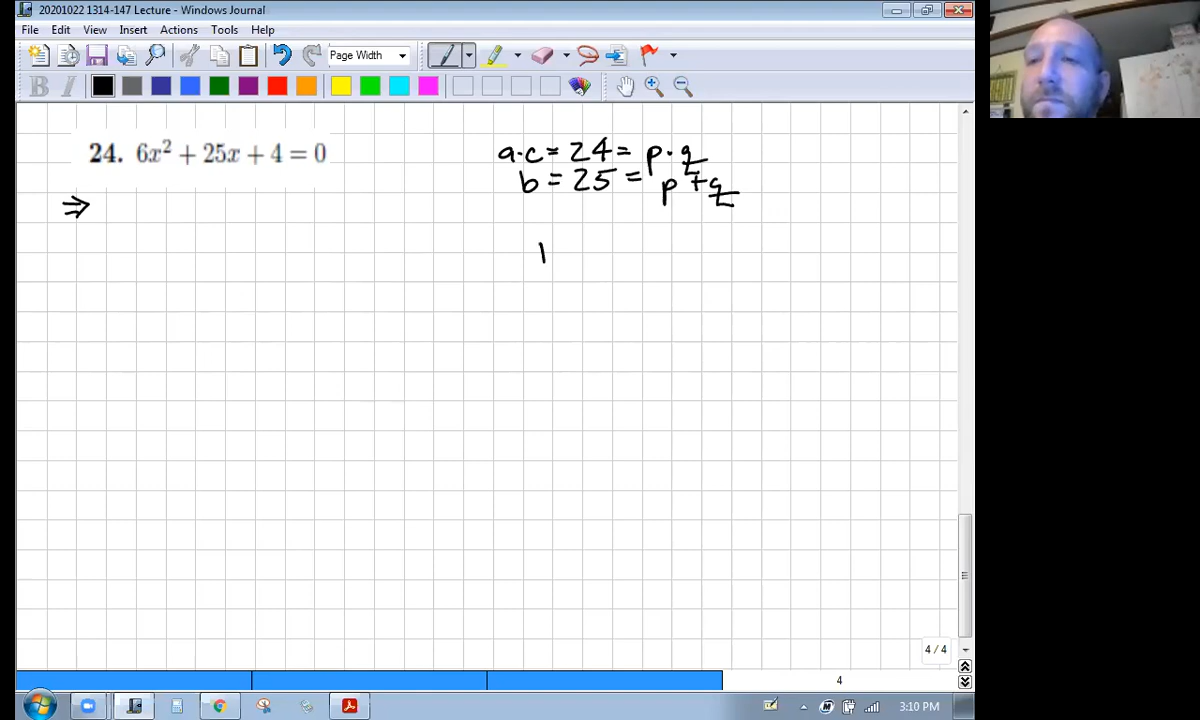 20201022 1314-147 Lecture - Windows Journal
File Edit View Insert Actions Tools Help
Page Width
B I
24. 6x² + 25x + 4 = 0
a·c = 24 = p·q
b = 25 = p + q
⇒
1
4 / 4
4
3:10 PM